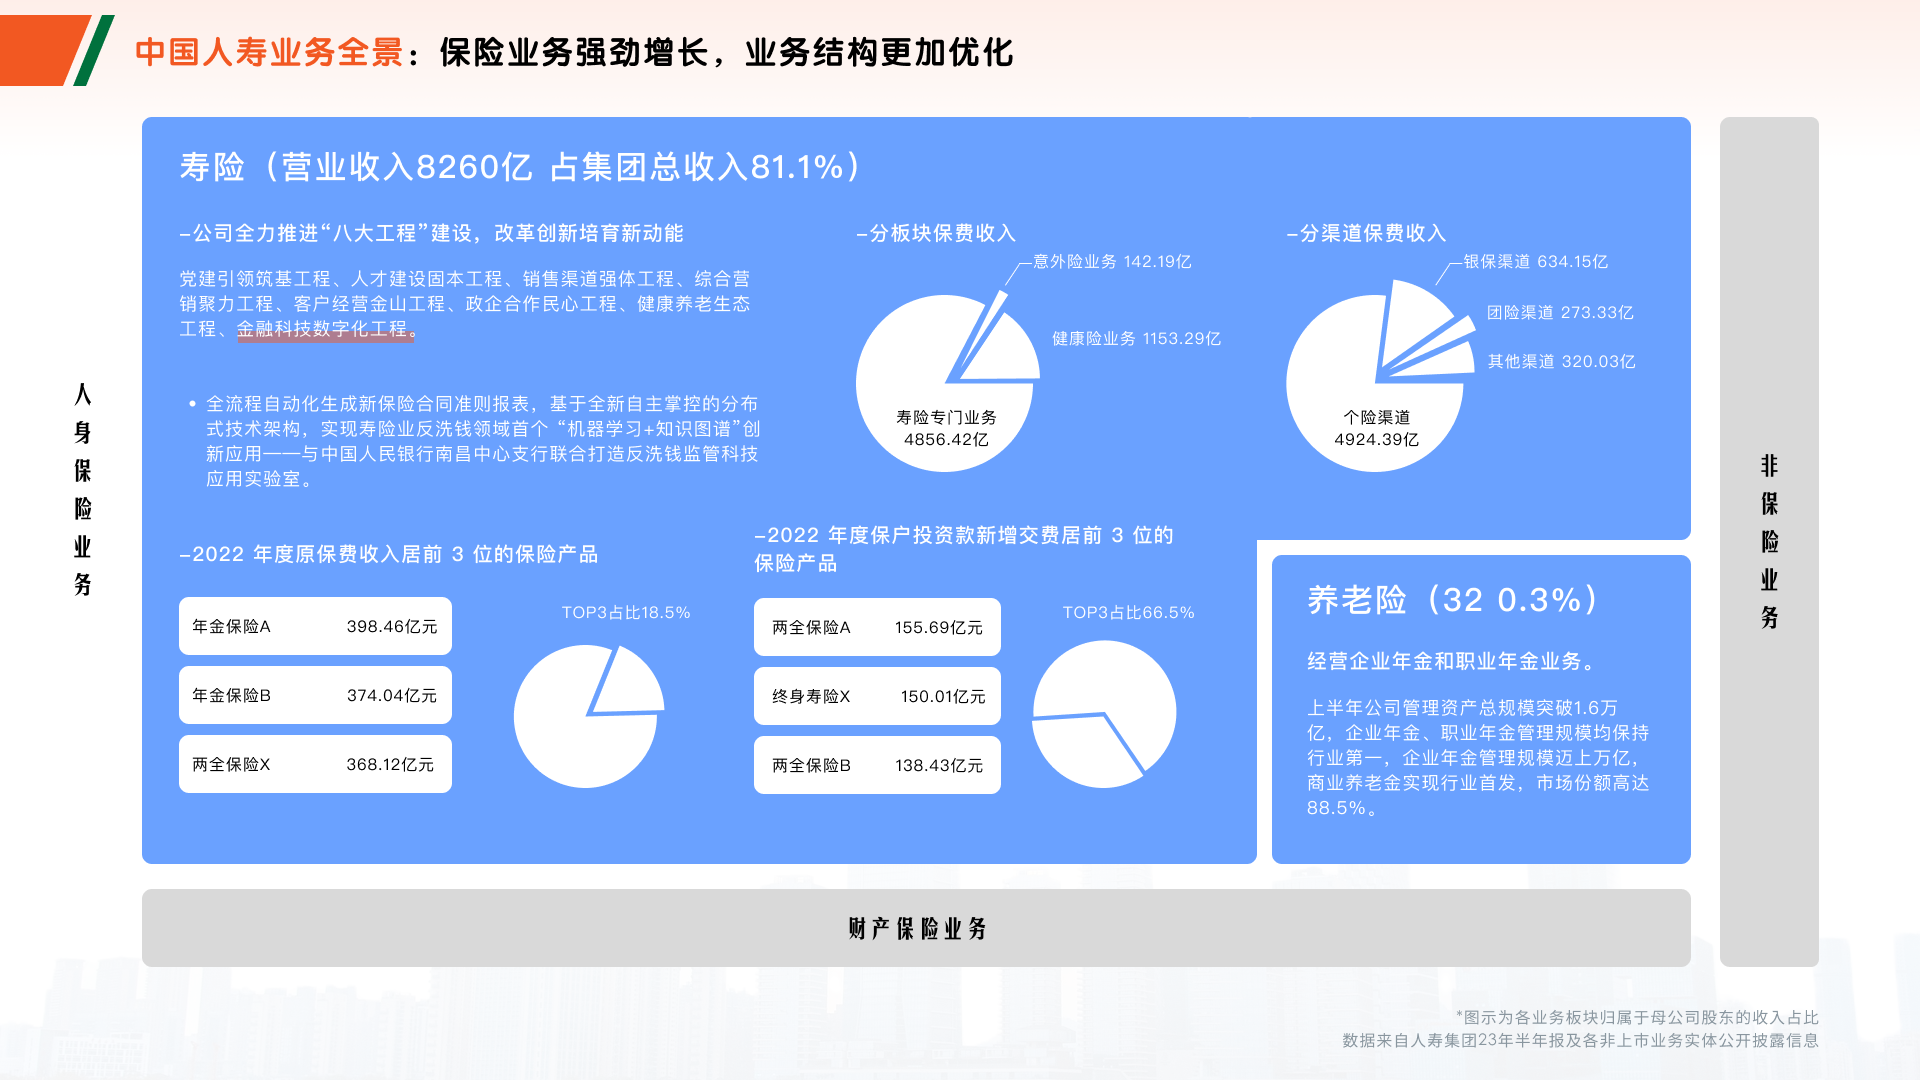 中国人寿业务全景：保险业务强劲增长，业务结构更加优化
人身保险业务
寿险（营业收入8260亿 占集团总收入81.1%）
–公司全力推进“八大工程”建设，改革创新培育新动能
党建引领筑基工程、人才建设固本工程、销售渠道强体工程、综合营
销聚力工程、客户经营金山工程、政企合作民心工程、健康养老生态
工程、金融科技数字化工程。
• 全流程自动化生成新保险合同准则报表，基于全新自主掌控的分布
式技术架构，实现寿险业反洗钱领域首个 “机器学习+知识图谱”创
新应用——与中国人民银行南昌中心支行联合打造反洗钱监管科技
应用实验室。
–分板块保费收入
意外险业务 142.19亿
健康险业务 1153.29亿
寿险专门业务
4856.42亿
–分渠道保费收入
银保渠道 634.15亿
团险渠道 273.33亿
其他渠道 320.03亿
个险渠道
4924.39亿
–2022 年度原保费收入居前 3 位的保险产品
年金保险A 398.46亿元
年金保险B 374.04亿元
两全保险X 368.12亿元
TOP3占比18.5%
–2022 年度保户投资款新增交费居前 3 位的
保险产品
两全保险A 155.69亿元
终身寿险X 150.01亿元
两全保险B 138.43亿元
TOP3占比66.5%
养老险（32 0.3%）
经营企业年金和职业年金业务。
上半年公司管理资产总规模突破1.6万
亿，企业年金、职业年金管理规模均保持
行业第一，企业年金管理规模迈上万亿，
商业养老金实现行业首发，市场份额高达
88.5%。
非保险业务
财产保险业务
*图示为各业务板块归属于母公司股东的收入占比
数据来自人寿集团23年半年报及各非上市业务实体公开披露信息